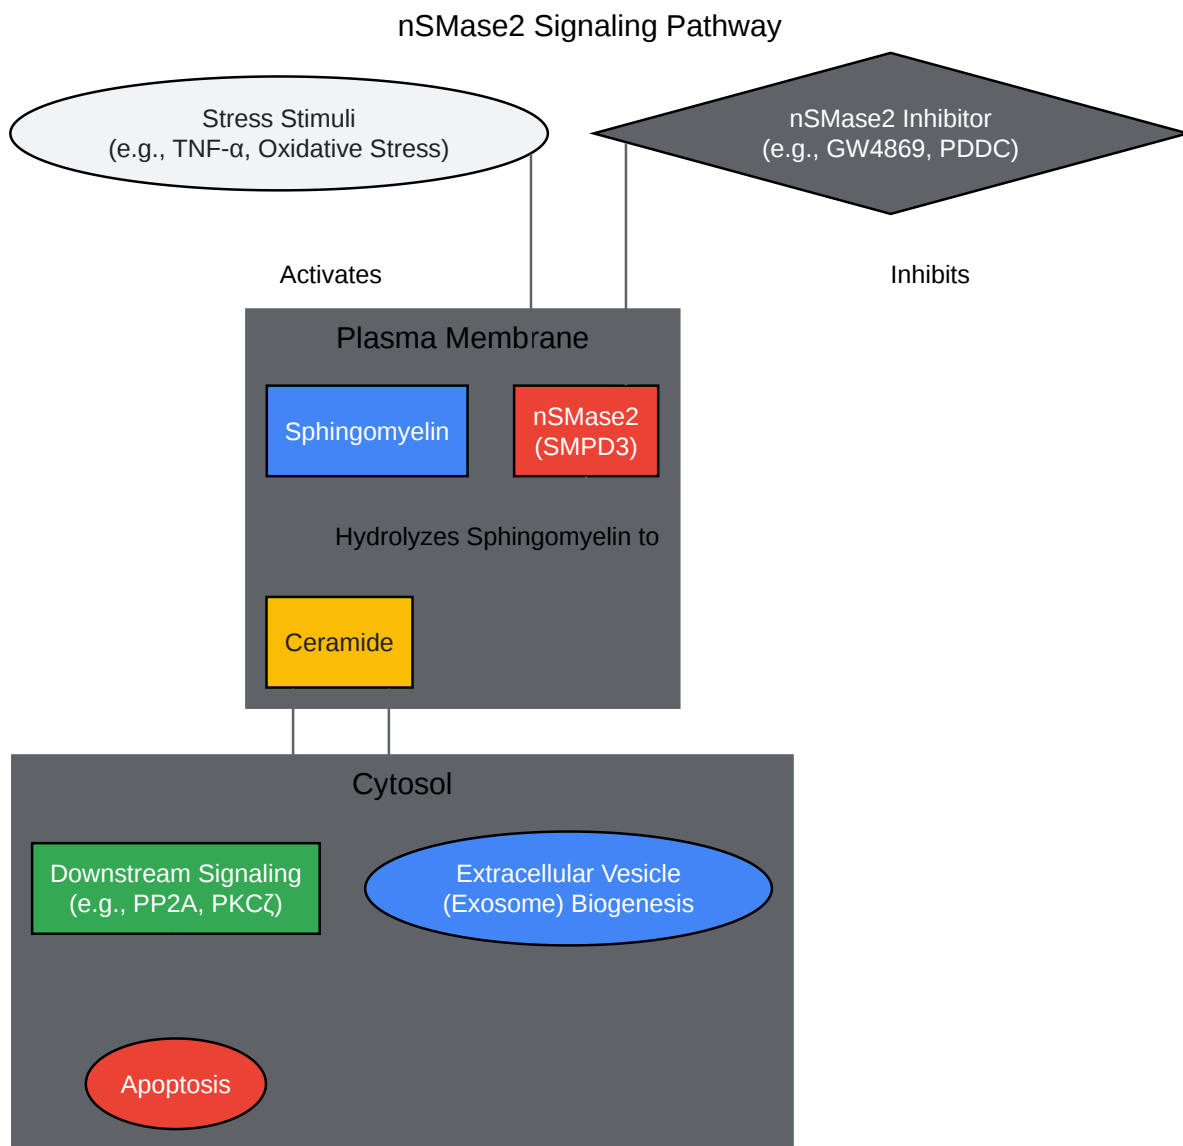 nSMase2 Signaling Pathway
Stress Stimuli
(e.g., TNF-α, Oxidative Stress)
nSMase2 Inhibitor
(e.g., GW4869, PDDC)
Activates
Inhibits
Plasma Membrane
Sphingomyelin
nSMase2
(SMPD3)
Hydrolyzes Sphingomyelin to
Ceramide
Cytosol
Downstream Signaling
(e.g., PP2A, PKCζ)
Extracellular Vesicle
(Exosome) Biogenesis
Apoptosis